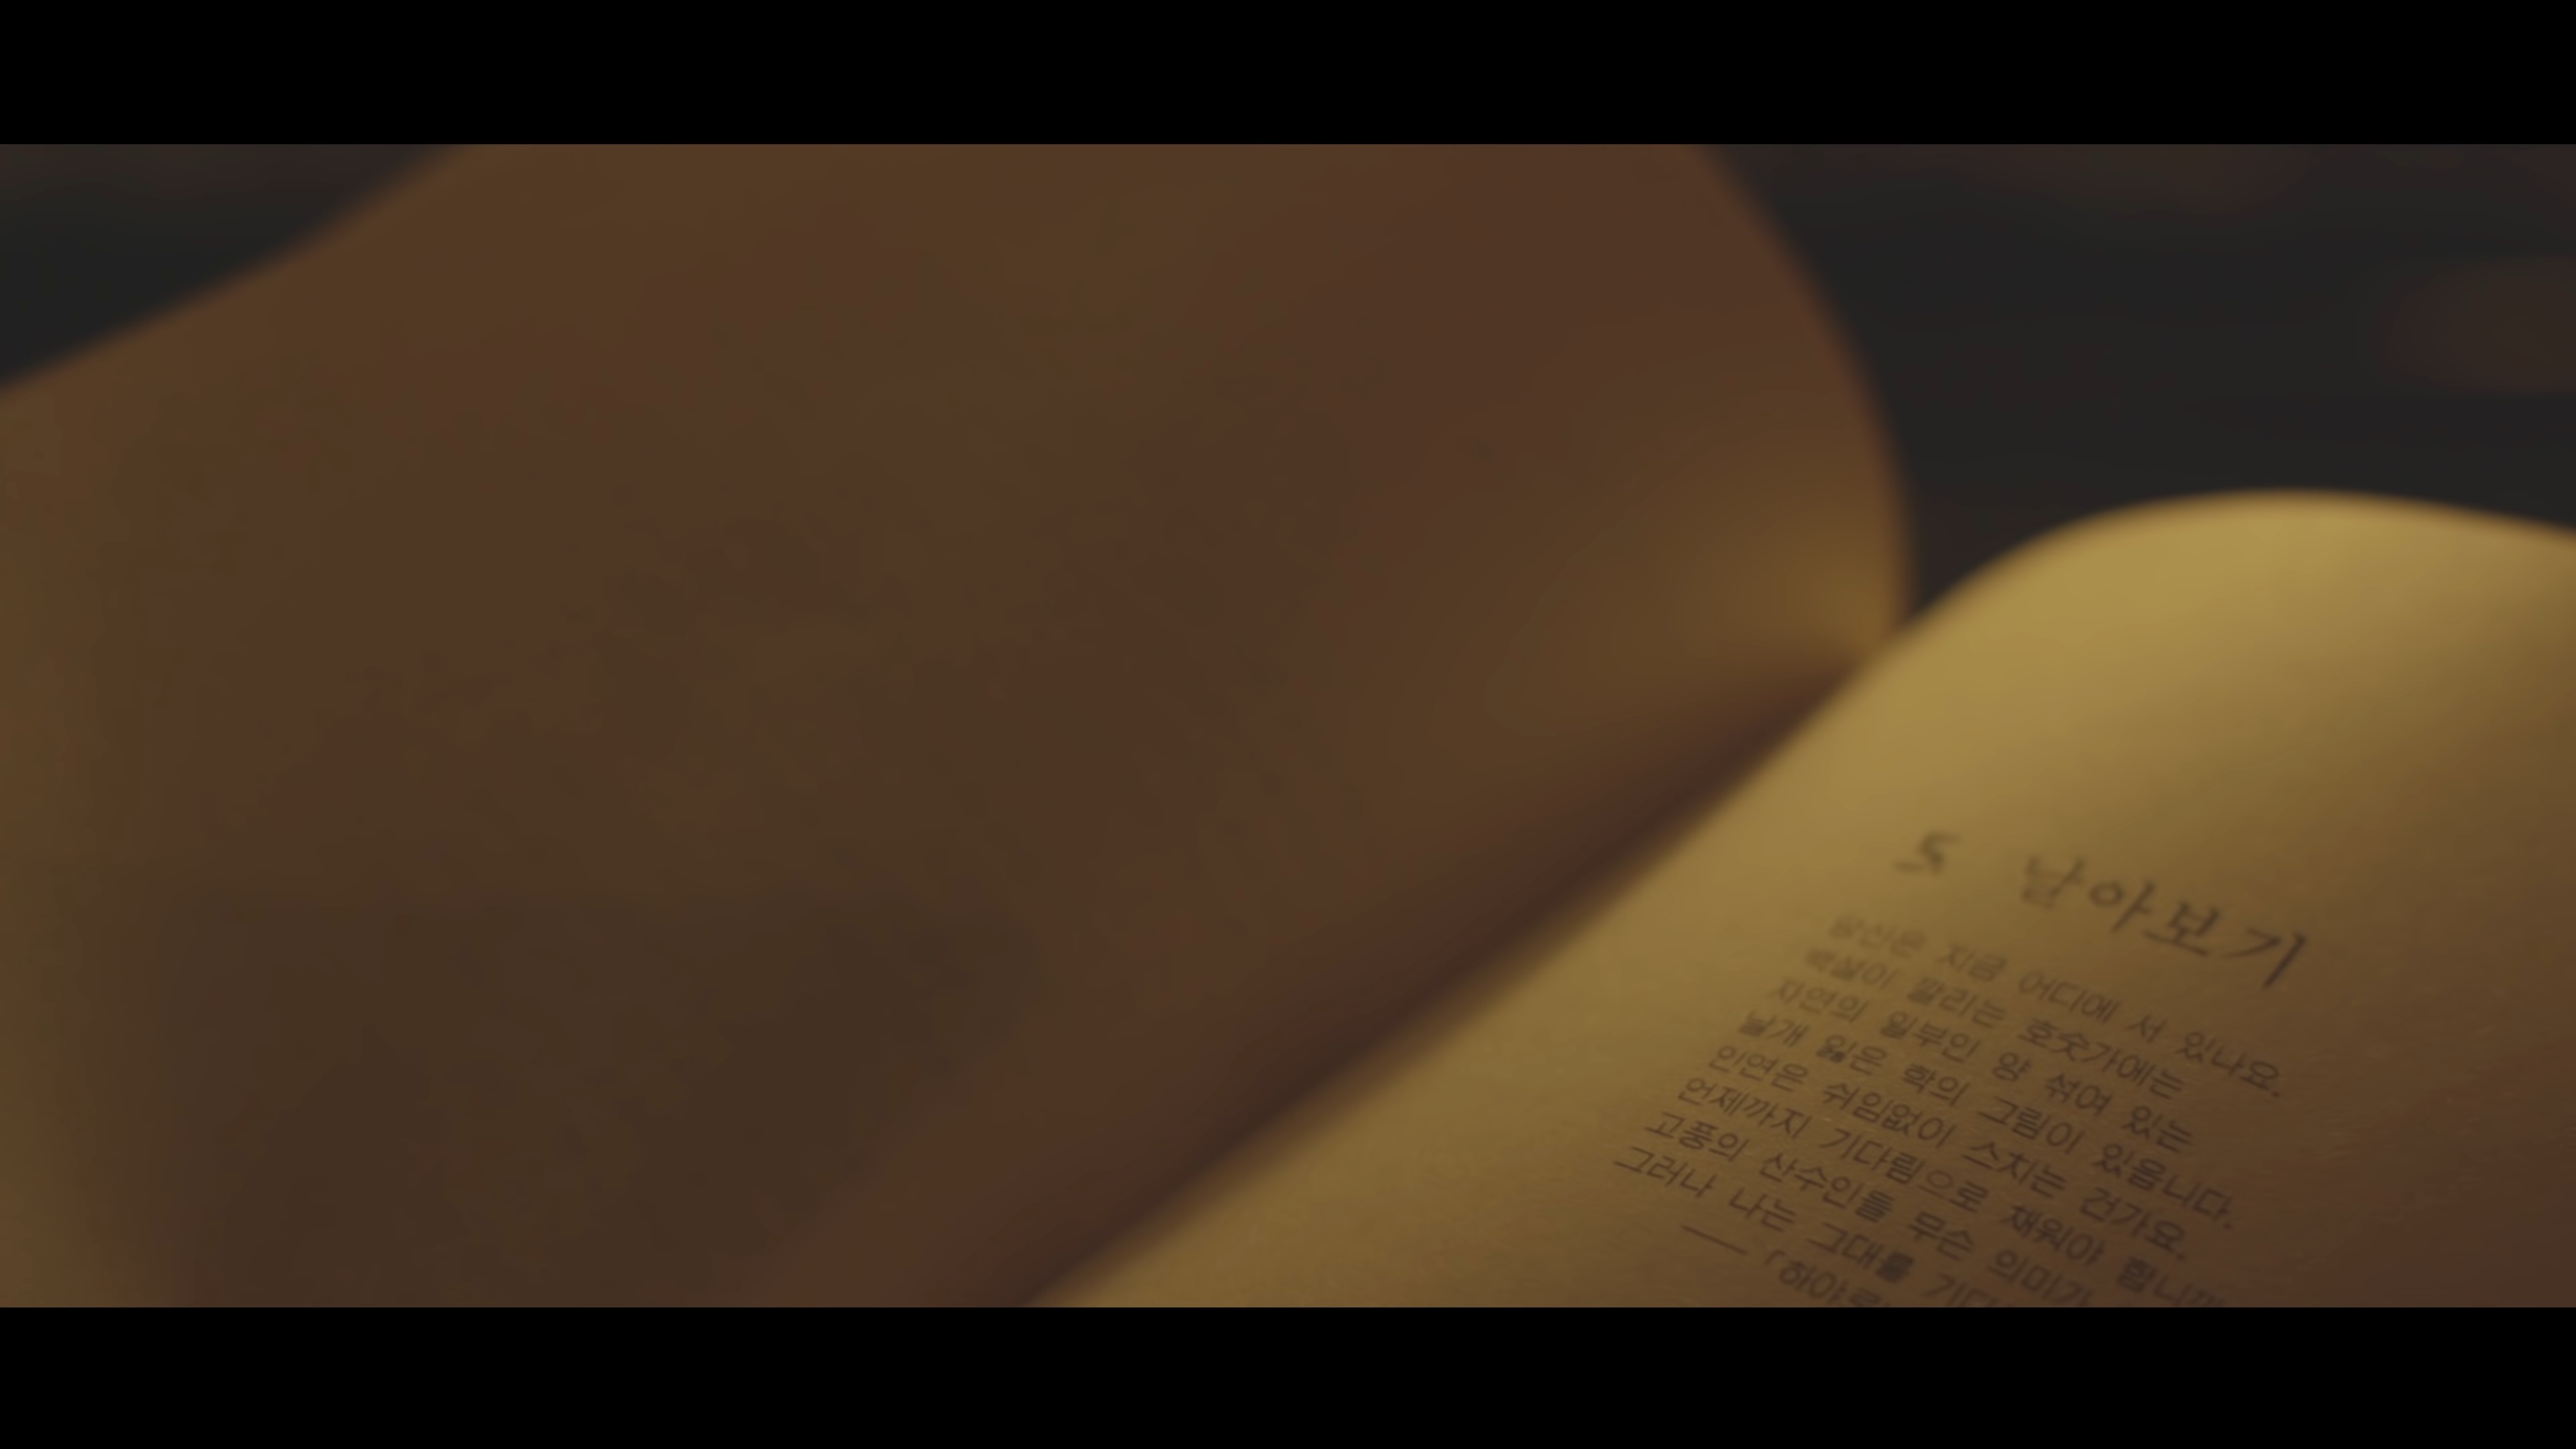 5 날아보기
당신은 지금 어디에 서 있나요.
백설이 깔리는 호숫가에는
자연의 일부인 양 섞여 있는
날개 잃은 학의 그림이 있읍니다.
인연은 쉬임없이 스치는 건가요.
언제까지 기다림으로 채워야 합니까
고풍의 산수인들 무슨 의미가
그러나 나는 그대를
——「하얀